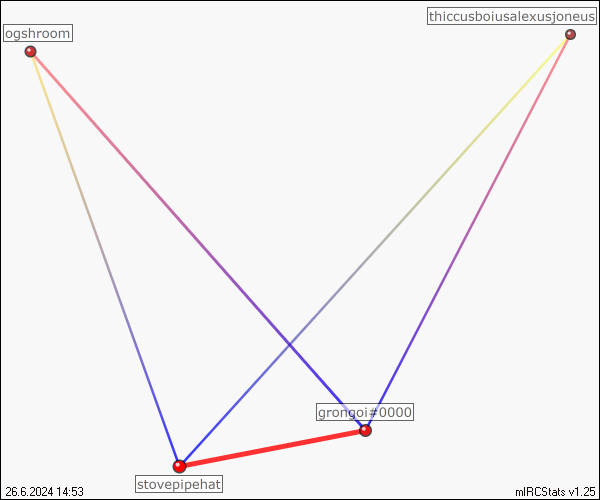 thiccusboiusalexusjoneus
ogshroom
grongoi#0000
stovepipehat
26.6.2024 14:53
mIRCStats v1.25